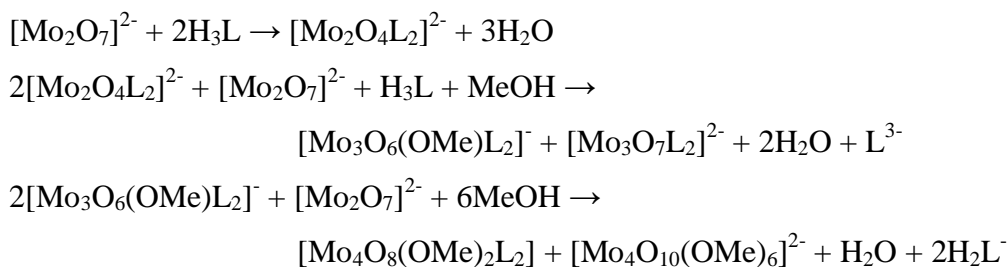 [Mo₂O₇]²⁻ + 2H₃L → [Mo₂O₄L₂]²⁻ + 3H₂O
2[Mo₂O₄L₂]²⁻ + [Mo₂O₇]²⁻ + H₃L + MeOH →
[Mo₃O₆(OMe)L₂]⁻ + [Mo₃O₇L₂]²⁻ + 2H₂O + L³⁻
2[Mo₃O₆(OMe)L₂]⁻ + [Mo₂O₇]²⁻ + 6MeOH →
[Mo₄O₈(OMe)₂L₂] + [Mo₄O₁₀(OMe)₆]²⁻ + H₂O + 2H₂L⁻